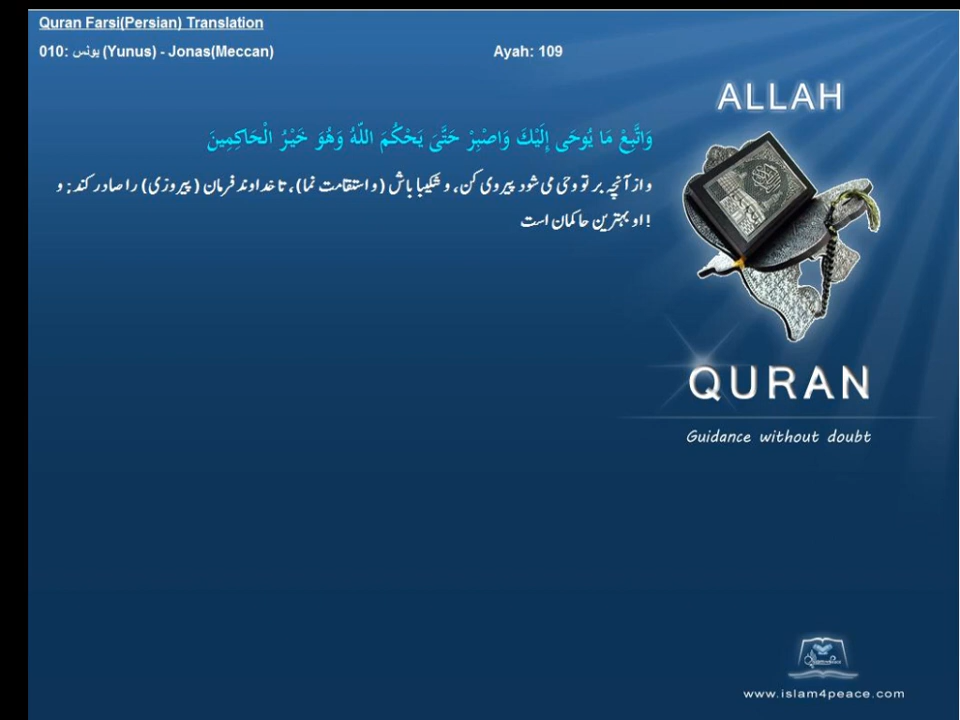 Quran Farsi(Persian) Translation
010: يونس (Yunus) - Jonas(Meccan)
Ayah: 109
ALLAH
وَاتَّبِعْ مَا يُوحَى إِلَيْكَ وَاصْبِرْ حَتَّىَ يَحْكُمَ اللّهُ وَهُوَ خَيْرُ الْحَاكِمِينَ
و از آنچه بر تو وحی می شود پیروی کن، و شکیبا باش (و استقامت نما)، تا خداوند فرمان (پیروزی) را صادر کند; و
! او بهترین حاکمان است
QURAN
Guidance without doubt
www.islam4peace.com